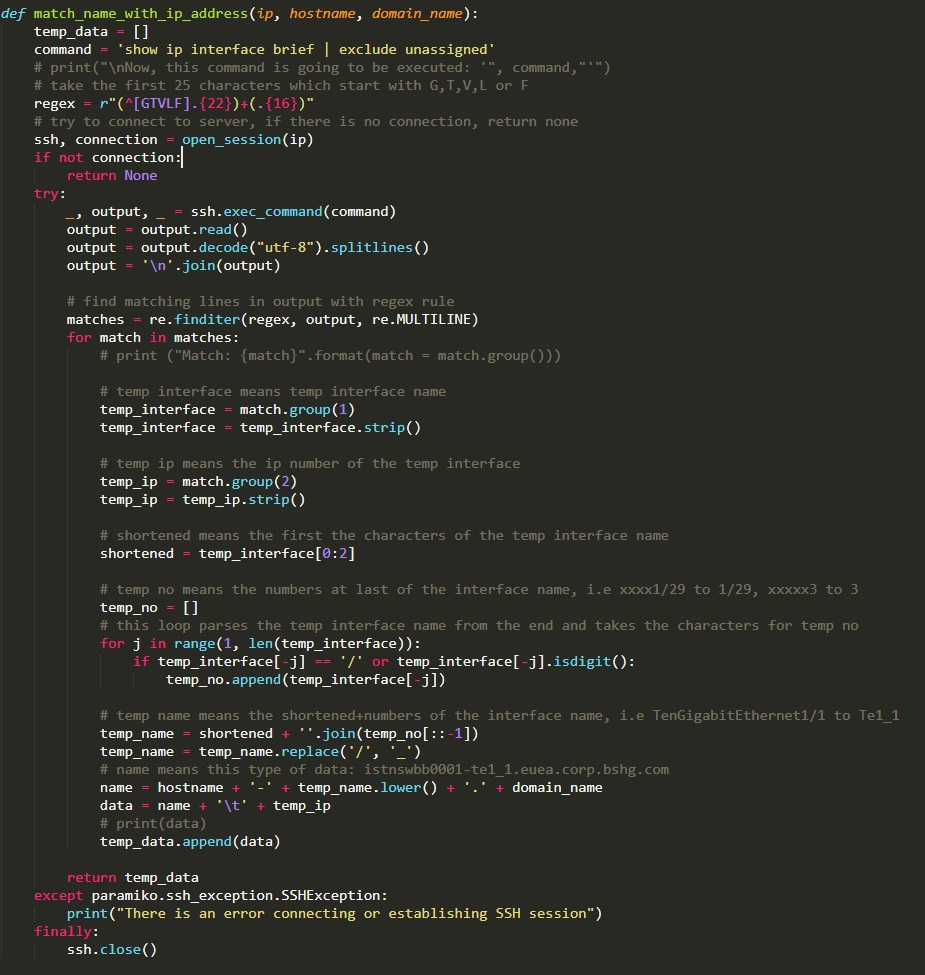 def match_name_with_ip_address(ip, hostname, domain_name):
    temp_data = []
    command = 'show ip interface brief | exclude unassigned'
    # print("\nNow, this command is going to be executed: '", command,"'")
    # take the first 25 characters which start with G,T,V,L or F
    regex = r"(^[GTVLF].{22})+(.{16})"
    # try to connect to server, if there is no connection, return none
    ssh, connection = open_session(ip)
    if not connection:
        return None
    try:
        _, output, _ = ssh.exec_command(command)
        output = output.read()
        output = output.decode("utf-8").splitlines()
        output = '\n'.join(output)

        # find matching lines in output with regex rule
        matches = re.finditer(regex, output, re.MULTILINE)
        for match in matches:
            # print ("Match: {match}".format(match = match.group()))

            # temp interface means temp interface name
            temp_interface = match.group(1)
            temp_interface = temp_interface.strip()

            # temp ip means the ip number of the temp interface
            temp_ip = match.group(2)
            temp_ip = temp_ip.strip()

            # shortened means the first the characters of the temp interface name
            shortened = temp_interface[0:2]

            # temp no means the numbers at last of the interface name, i.e xxxx1/29 to 1/29, xxxxx3 to 3
            temp_no = []
            # this loop parses the temp interface name from the end and takes the characters for temp no
            for j in range(1, len(temp_interface)):
                if temp_interface[-j] == '/' or temp_interface[-j].isdigit():
                    temp_no.append(temp_interface[-j])

            # temp name means the shortened+numbers of the interface name, i.e TenGigabitEthernet1/1 to Te1_1
            temp_name = shortened + ''.join(temp_no[::-1])
            temp_name = temp_name.replace('/', '_')
            # name means this type of data: istnswbb0001-te1_1.euea.corp.bshg.com
            name = hostname + '-' + temp_name.lower() + '.' + domain_name
            data = name + '\t' + temp_ip
            # print(data)
            temp_data.append(data)

        return temp_data
    except paramiko.ssh_exception.SSHException:
        print("There is an error connecting or establishing SSH session")
    finally:
        ssh.close()